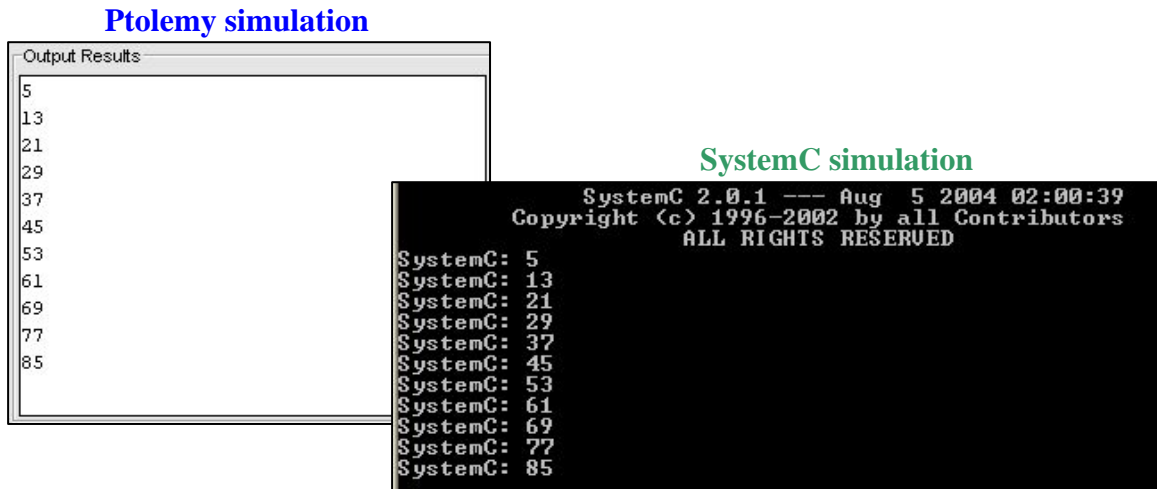 Ptolemy simulation
Output Results
5
13
21
29
37
45
53
61
69
77
85
SystemC simulation
SystemC 2.0.1 --- Aug 5 2004 02:00:39
Copyright (c) 1996-2002 by all Contributors
ALL RIGHTS RESERVED
SystemC: 5
SystemC: 13
SystemC: 21
SystemC: 29
SystemC: 37
SystemC: 45
SystemC: 53
SystemC: 61
SystemC: 69
SystemC: 77
SystemC: 85